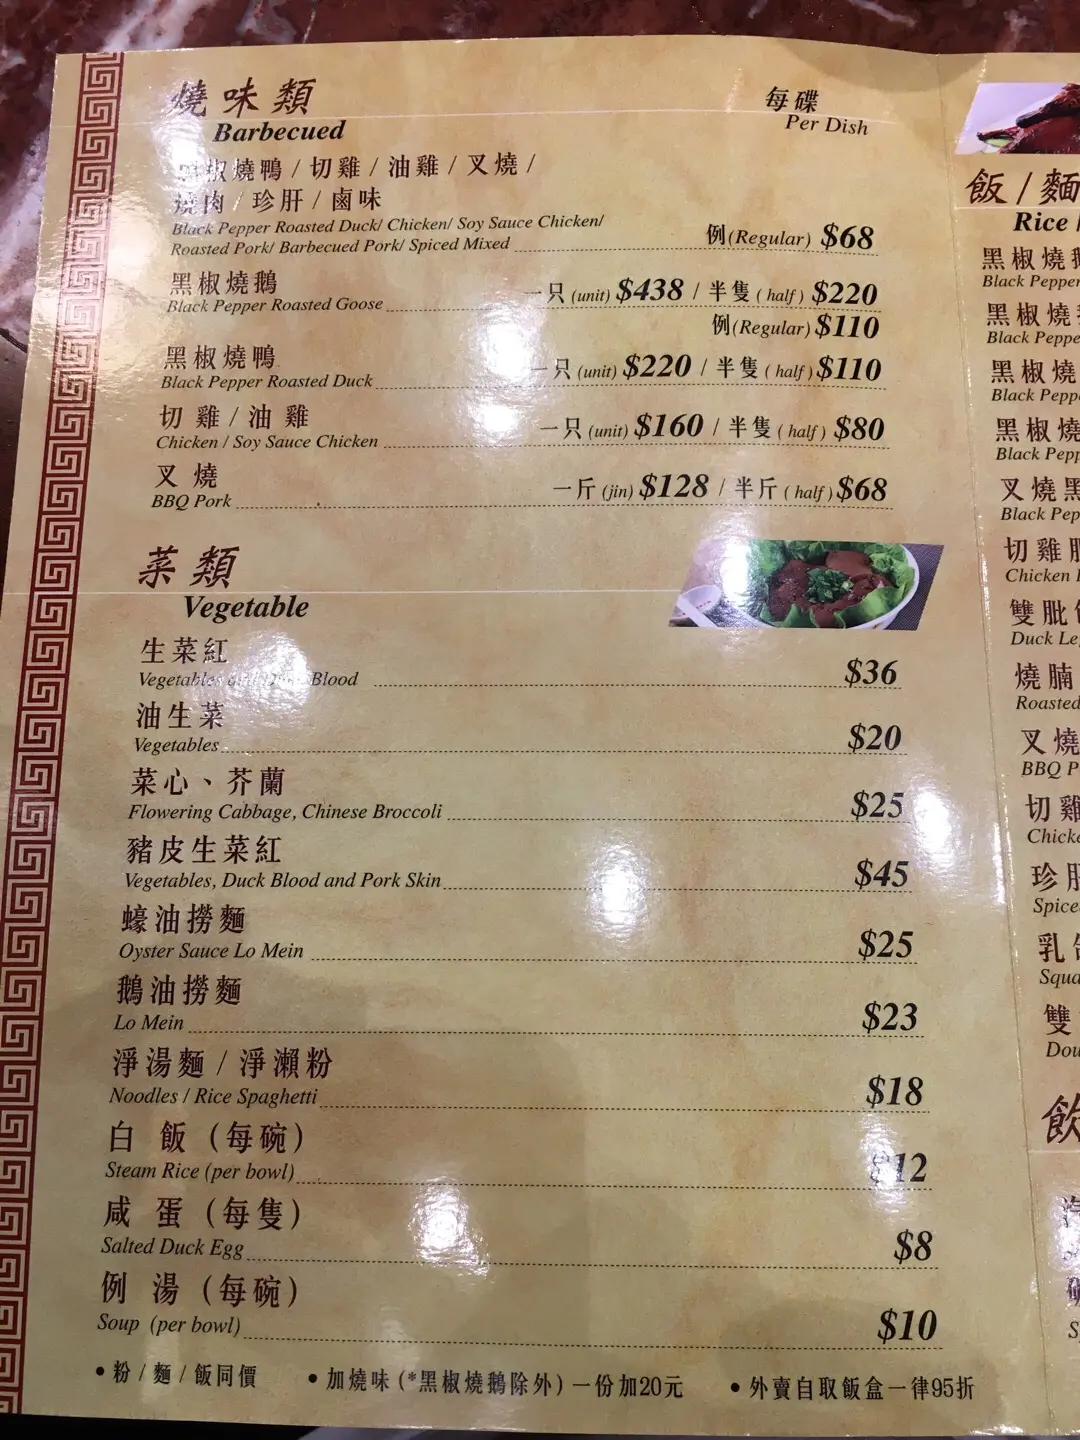 燒味類
Barbecued
每碟
Per Dish
椒燒鴨 / 切雞 / 油雞 / 叉燒 /
燒肉 / 珍肝 / 鹵味
Black Pepper Roasted Duck/ Chicken/ Soy Sauce Chicken/
Roasted Pork/ Barbecued Pork/ Spiced Mixed
例(Regular) $68
黑椒燒鵝
Black Pepper Roasted Goose
一只(unit) $438 / 半隻(half) $220
例(Regular) $110
黑椒燒鴨
Black Pepper Roasted Duck
一只(unit) $220 / 半隻(half) $110
切雞 / 油雞
Chicken / Soy Sauce Chicken
一只(unit) $160 / 半隻(half) $80
叉燒
BBQ Pork
一斤(jin) $128 / 半斤(half) $68
菜類
Vegetable
生菜紅
Vegetables Blood
$36
油生菜
Vegetables
$20
菜心、芥蘭
Flowering Cabbage, Chinese Broccoli
$25
豬皮生菜紅
Vegetables, Duck Blood and Pork Skin
$45
蠔油撈麵
Oyster Sauce Lo Mein
$25
鵝油撈麵
Lo Mein
$23
淨湯麵 / 淨瀨粉
Noodles / Rice Spaghetti
$18
白飯(每碗)
Steam Rice (per bowl)
$12
咸蛋(每隻)
Salted Duck Egg
$8
例湯(每碗)
Soup (per bowl)
$10
• 粉 / 麵 / 飯同價
• 加燒味(*黑椒燒鵝除外)一份加20元
• 外賣自取飯盒一律95折
飯 / 麵
Rice
黑椒燒
Black Pepper
黑椒燒
Black Peppe
黑椒燒
Black Pepp
黑椒燒
Black Pepp
叉燒黑
Black Pep
切雞
Chicken
雙肶
Duck Le
燒腩
Roasted
叉燒
BBQ P
切雞
Chicke
珍肝
Spice
乳
Squa
雙
Dou
飲